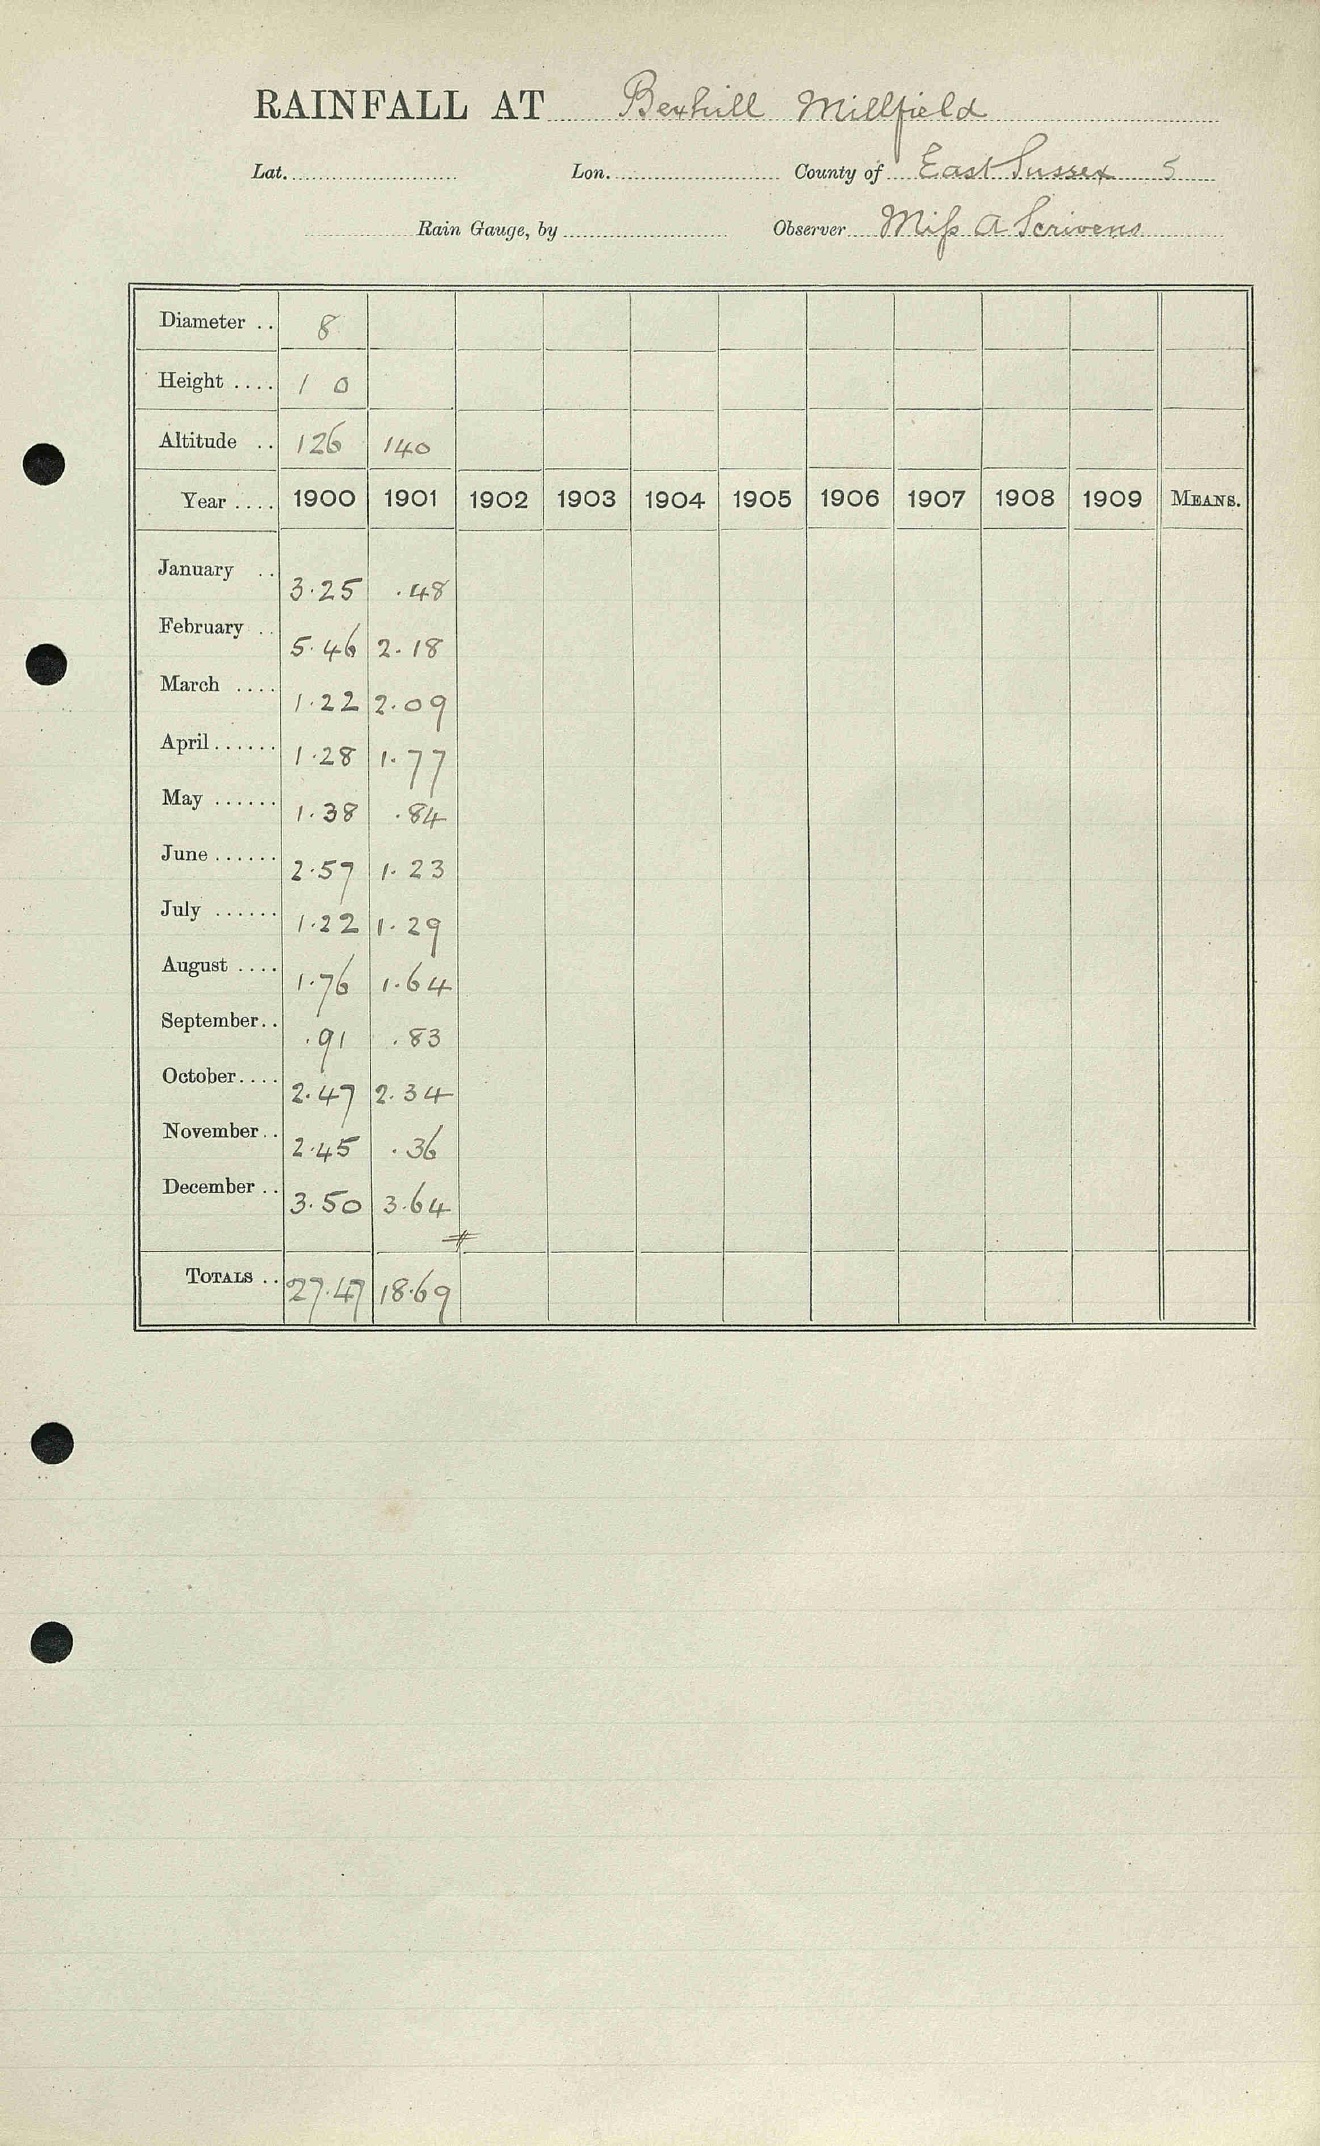 RAINFALL AT Bexhill Millfield
Lat. Lon. County of East Sussex 5
Rain Gauge, by Observer Miss A Scrivens
Diameter .. 8
Height .... 1 0
Altitude .. 126 140
Year .... 1900 1901 1902 1903 1904 1905 1906 1907 1908 1909 MEANS.
January .. 3.25 .48
February .. 5.46 2.18
March .... 1.22 2.09
April...... 1.28 1.77
May ...... 1.38 .84
June...... 2.57 1.23
July ...... 1.22 1.29
August .... 1.76 1.64
September.. .91 .83
October.... 2.47 2.34
November.. 2.45 .36
December .. 3.50 3.64
#
TOTALS .. 27.47 18.69